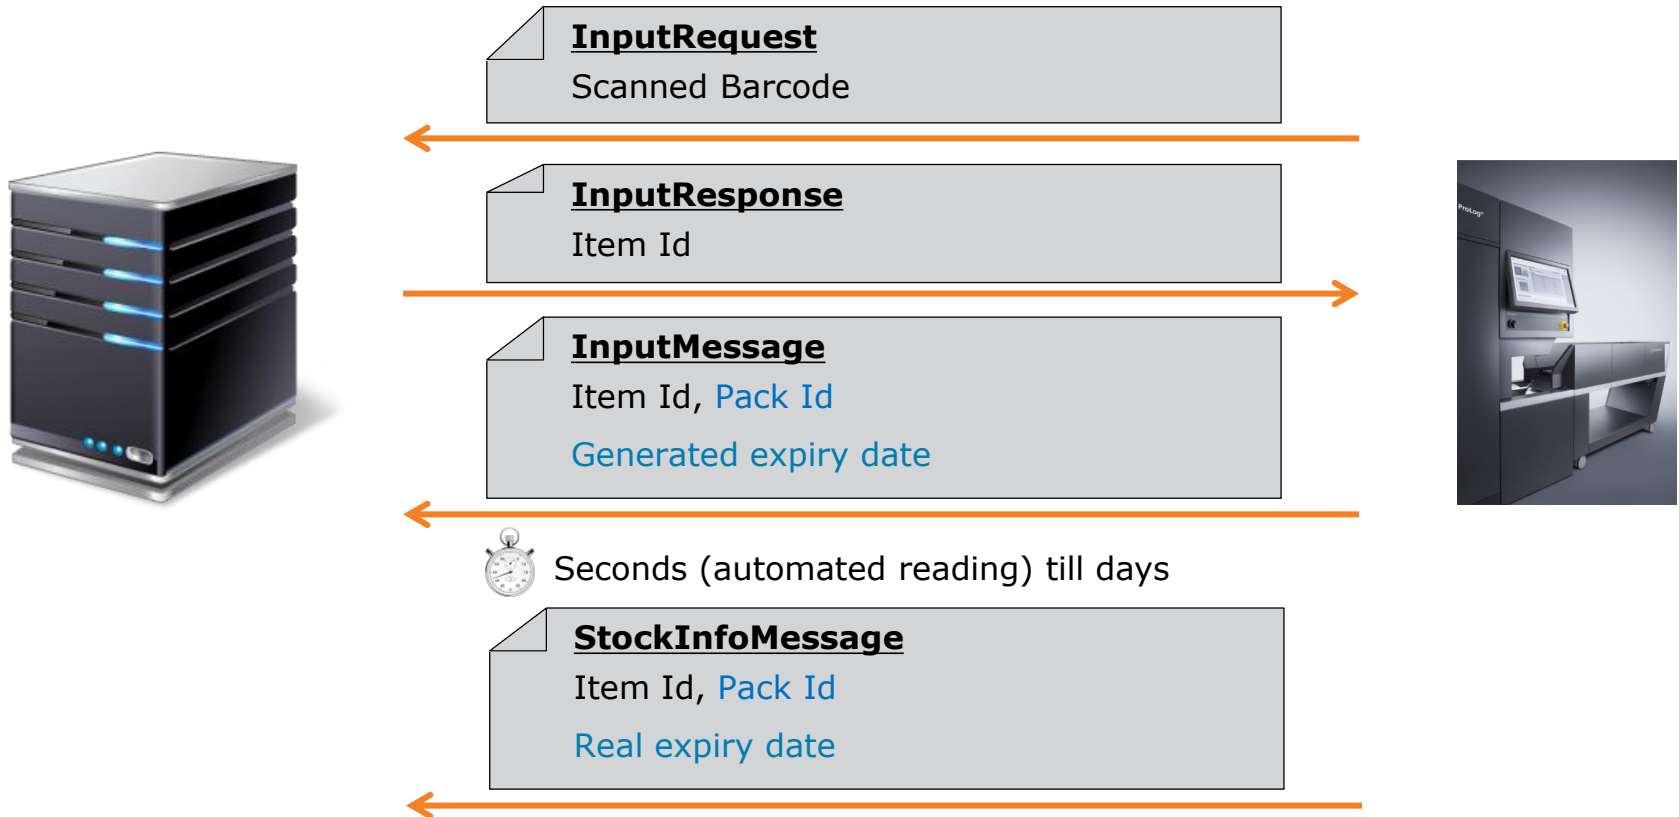 InputRequest
Scanned Barcode
InputResponse
Item Id
ProLog®
InputMessage
Item Id, Pack Id
Generated expiry date
Seconds (automated reading) till days
StockInfoMessage
Item Id, Pack Id
Real expiry date